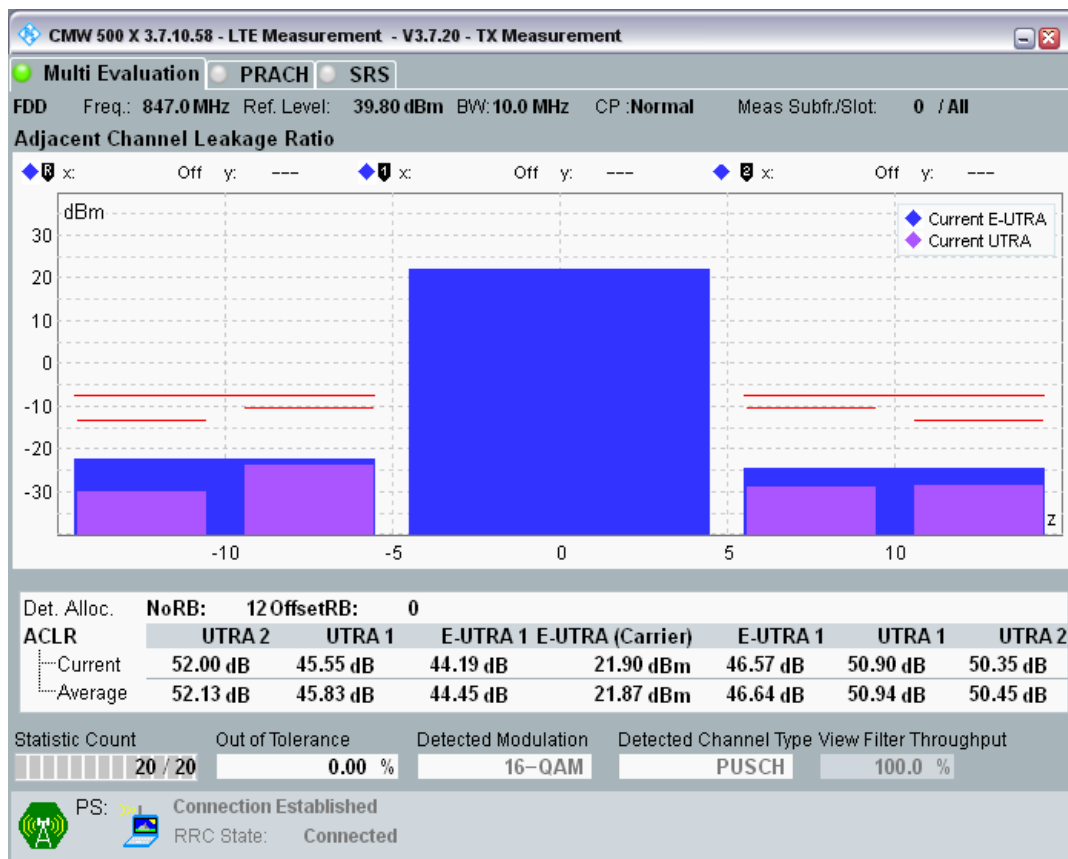 CMW 500 X 3.7.10.58 - LTE Measurement - V3.7.20 - TX Measurement
Multi Evaluation PRACH SRS
FDD Freq.: 847.0 MHz Ref. Level: 39.80 dBm BW: 10.0 MHz CP :Normal Meas Subfr./Slot: 0 / All
Adjacent Channel Leakage Ratio
R x: Off y: --- 1 x: Off y: --- 2 x: Off y: ---
dBm
Current E-UTRA
Current UTRA
30
20
10
0
-10
-20
-30
z
-10 -5 0 5 10
Det. Alloc. NoRB: 12 OffsetRB: 0
ACLR UTRA 2 UTRA 1 E-UTRA 1 E-UTRA (Carrier) E-UTRA 1 UTRA 1 UTRA 2
Current 52.00 dB 45.55 dB 44.19 dB 21.90 dBm 46.57 dB 50.90 dB 50.35 dB
Average 52.13 dB 45.83 dB 44.45 dB 21.87 dBm 46.64 dB 50.94 dB 50.45 dB
Statistic Count Out of Tolerance Detected Modulation Detected Channel Type View Filter Throughput
20 / 20 0.00 % 16-QAM PUSCH 100.0 %
PS: Connection Established
RRC State: Connected